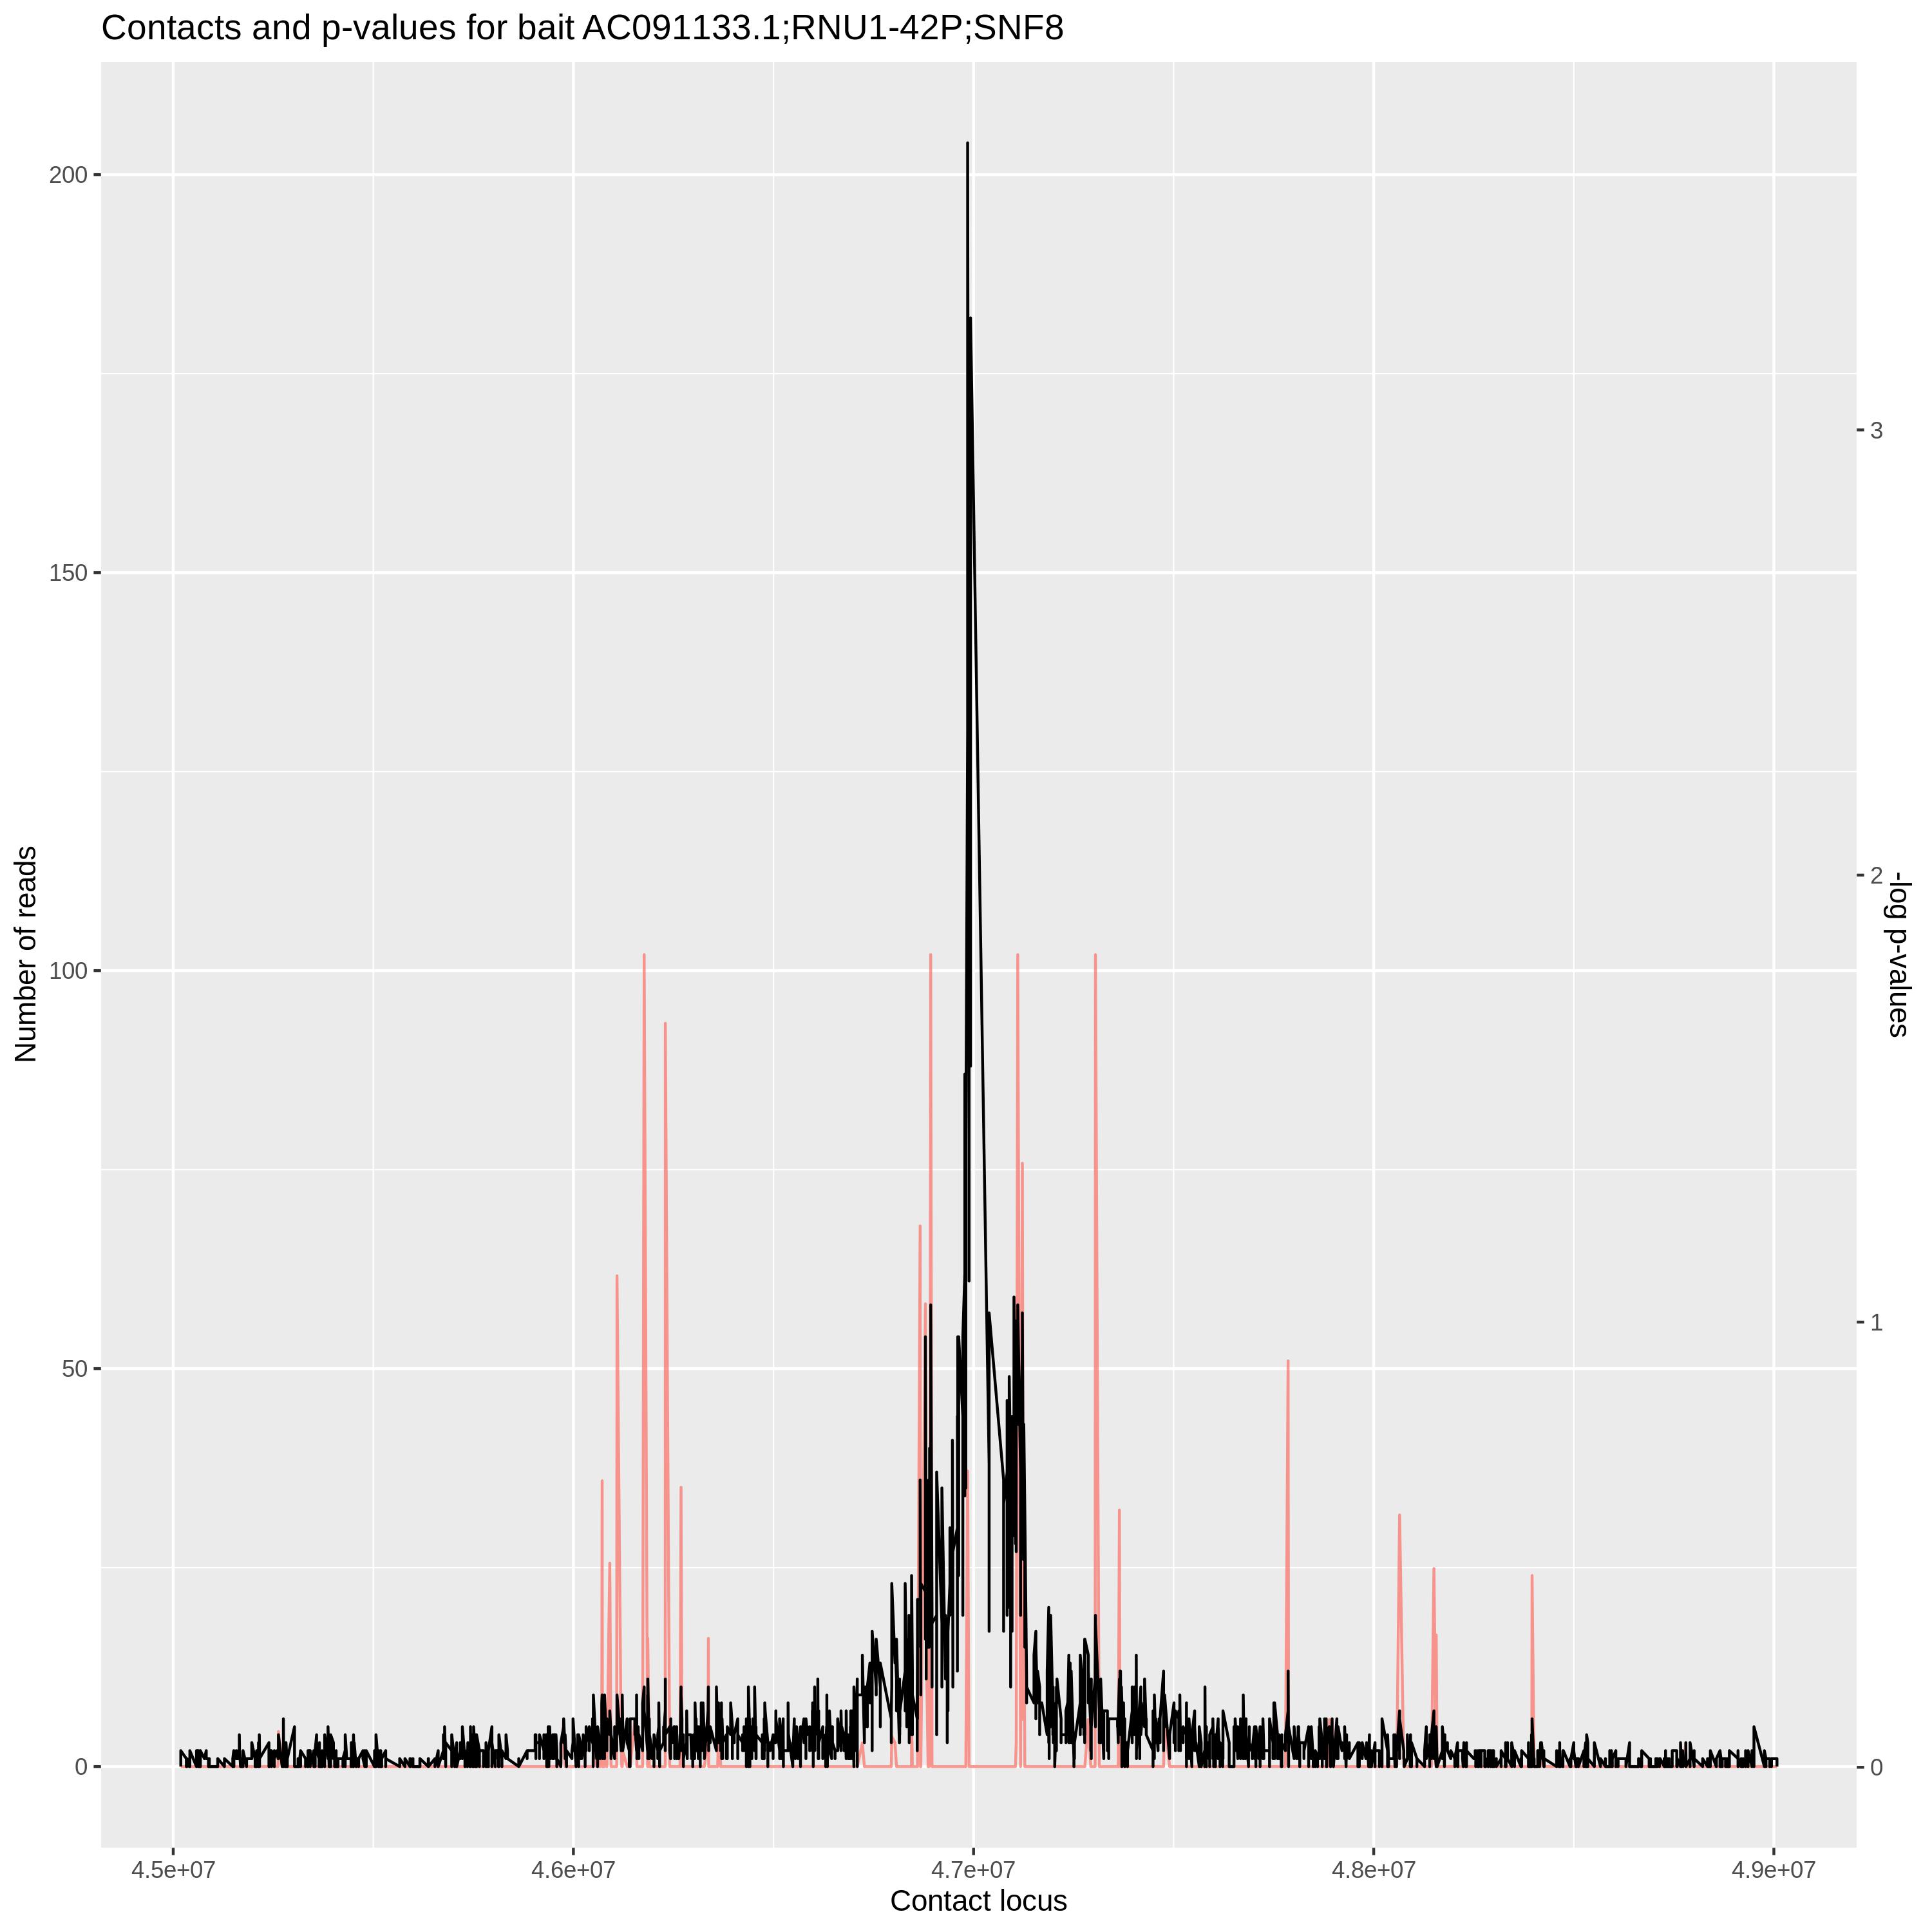 Contacts and p-values for bait AC091133.1;RNU1-42P;SNF8
200
150
100
50
0
Number of reads
3
2
1
0
-log p-values
4.5e+07 4.6e+07 4.7e+07 4.8e+07 4.9e+07
Contact locus